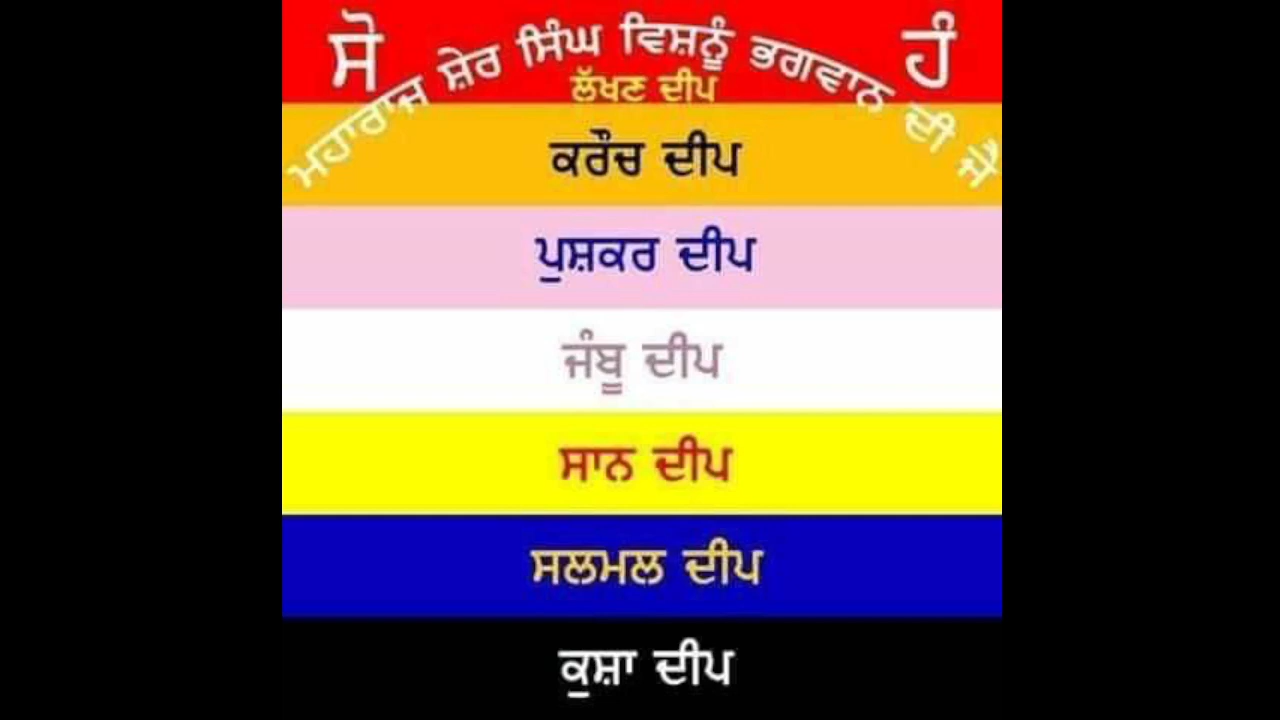 ਸੋ ਹੰ
ਮਹਾਰਾਜ ਸ਼ੇਰ ਸਿੰਘ ਵਿਸ਼ਨੂੰ ਭਗਵਾਨ ਦੀ ਜੈ
ਲੱਖਣ ਦੀਪ
ਕਰੌਚ ਦੀਪ
ਪੁਸ਼ਕਰ ਦੀਪ
ਜੰਬੂ ਦੀਪ
ਸਾਨ ਦੀਪ
ਸਲਮਲ ਦੀਪ
ਕੁਸ਼ਾ ਦੀਪ